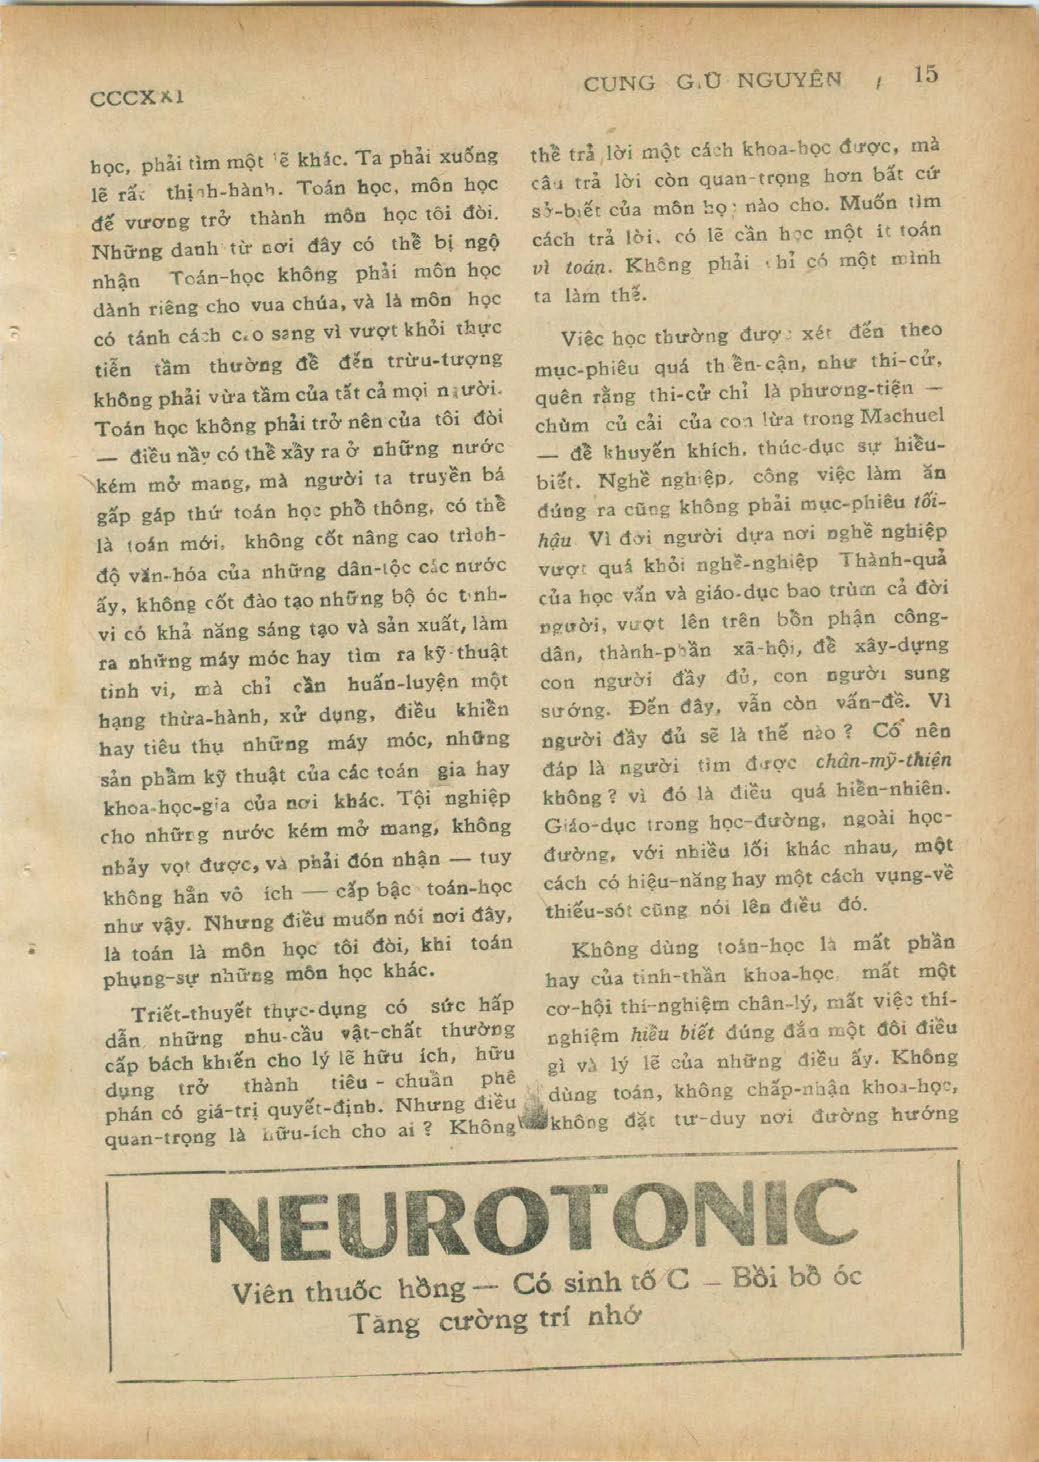 CCCXX1
CUNG GIŨ NGUYÊN / 15
học, phải tìm một lẽ khác. Ta phải xuống
lẽ rất thịnh-hành. Toán học, môn học
đế vương trở thành môn học tôi đòi.
Những danh từ nơi đây có thể bị ngộ
nhận Toán-học không phải môn học
dành riêng cho vua chúa, và là môn học
có tánh cách cao sang vì vượt khỏi thực
tiễn tầm thường để đến trừu-tượng
không phải vừa tầm của tất cả mọi người.
Toán học không phải trở nên của tôi đòi
— điều nầy có thể xẩy ra ở những nước
kém mở mang, mà người ta truyền bá
gấp gáp thứ toán học phổ thông, có thể
là toán mới, không cốt nâng cao trình-
độ văn-hóa của những dân-tộc các nước
ấy, không cốt đào tạo những bộ óc tinh-
vi có khả năng sáng tạo và sản xuất, làm
ra những máy móc hay tìm ra kỹ-thuật
tinh vi, mà chỉ cần huấn-luyện một
hạng thừa-hành, xử dụng, điều khiển
hay tiêu thụ những máy móc, những
sản phẩm kỹ thuật của các toán gia hay
khoa-học-gia của nơi khác. Tội nghiệp
cho những nước kém mở mang, không
nhảy vọt được, và phải đón nhận — tuy
không hẳn vô ích — cấp bậc toán-học
như vậy. Nhưng điều muốn nói nơi đây,
là toán là môn học tôi đòi, khi toán
phụng-sự những môn học khác.
Triết-thuyết thực-dụng có sức hấp
dẫn những nhu-cầu vật-chất thường
cấp bách khiến cho lý lẽ hữu ích, hữu
dụng trở thành tiêu - chuẩn phê
phán có giá-trị quyết-định. Nhưng điều
quan-trọng là hữu-ích cho ai ? Không
thể trả lời một cách khoa-học được, mà
câu trả lời còn quan-trọng hơn bất cứ
sở-biết của môn học nào cho. Muốn tìm
cách trả lời, có lẽ cần học một ít toán
vì toán. Không phải chỉ có một mình
ta làm thế.
Việc học thường được xét đến theo
mục-phiêu quá thiển-cận, như thi-cử,
quên rằng thi-cử chỉ là phương-tiện —
chùm củ cải của con lừa trong Machuel
— để khuyến khích, thúc-dục sự hiểu-
biết. Nghề nghiệp, công việc làm ăn
đúng ra cũng không phải mục-phiêu tối-
hậu Vì đời người dựa nơi nghề nghiệp
vượt quá khỏi nghề-nghiệp Thành-quả
của học vấn và giáo-dục bao trùm cả đời
người, vượt lên trên bổn phận công-
dân, thành-phần xã-hội, để xây-dựng
con người đầy đủ, con người sung
sướng. Đến đây, vẫn còn vấn-đề. Vì
người đầy đủ sẽ là thế nào ? Có nên
đáp là người tìm được chân-mỹ-thiện
không ? vì đó là điều quá hiển-nhiên.
Giáo-dục trong học-đường, ngoài học-
đường, với nhiều lối khác nhau, một
cách có hiệu-năng hay một cách vụng-về
thiếu-sót cũng nói lên điều đó.
Không dùng toán-học là mất phần
hay của tinh-thần khoa-học mất một
cơ-hội thí-nghiệm chân-lý, mất việc thí-
nghiệm hiểu biết đúng đắn một đôi điều
gì và lý lẽ của những điều ấy. Không
dùng toán, không chấp-nhận khoa-học,
không đặt tư-duy nơi đường hướng
NEUROTONIC
Viên thuốc hồng — Có sinh tố C – Bồi bổ óc
Tăng cường trí nhớ